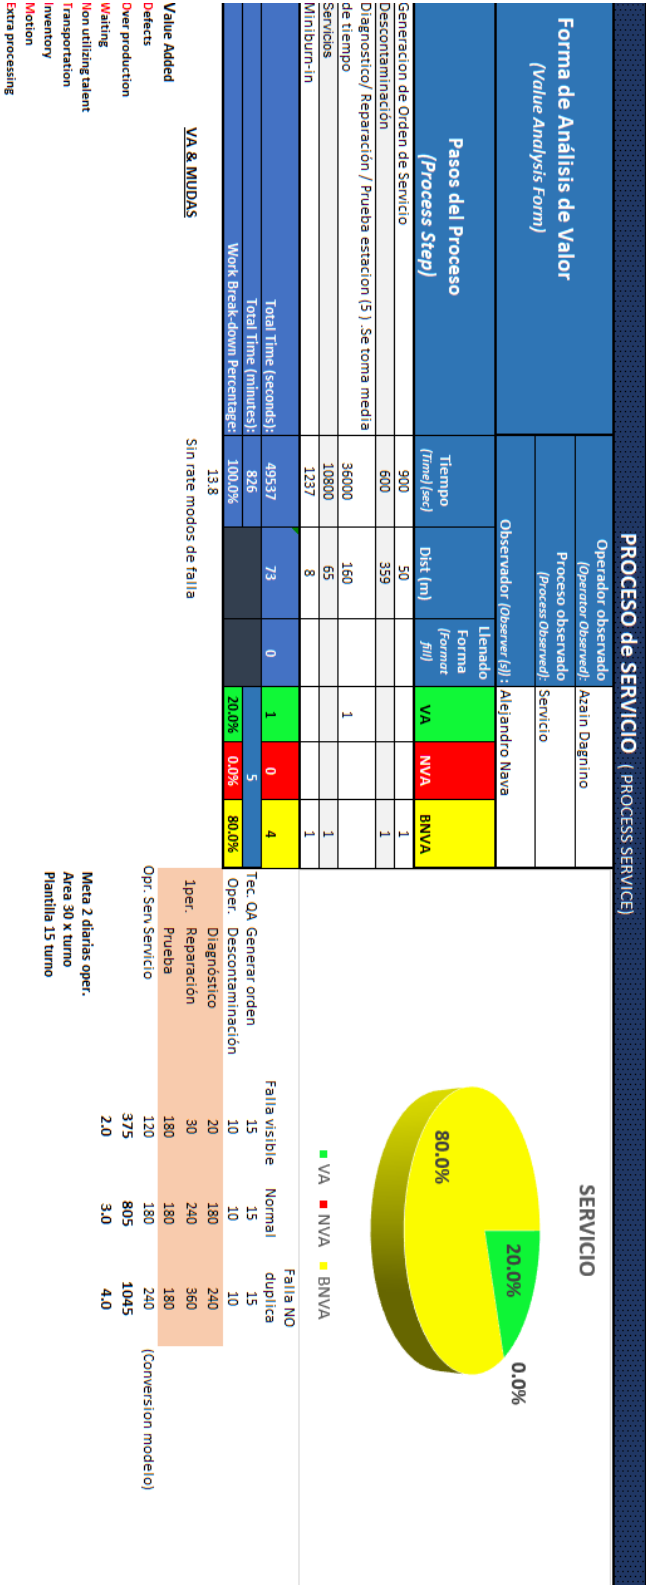 PROCESO de SERVICIO ( PROCESS SERVICE)
Forma de Análisis de Valor
(Value Analysis Form)
Operador observado
(Operator Observed):
Azain Dagnino
Proceso observado
(Process Observed):
Servicio
Observador (Observer (s)) :
Alejandro Nava
Pasos del Proceso
(Process Step)
Tiempo
(Time) (sec)
Dist (m)
Llenado
Forma
(Format
fill)
VA
NVA
BNVA
Generacion de Orden de Servicio 900 50 1
Descontaminación 600 359 1
Diagnostico/ Reparación / Prueba estacion (5 ) .Se toma media
de tiempo 36000 160 1
Servicios 10800 65 1
Miniburn-in 1237 8 1
Total Time (seconds): 49537 73 0 1 0 4
Total Time (minutes): 826 5
Work Break-down Percentage: 100.0% 20.0% 0.0% 80.0%
13.8
Sin rate modos de falla
VA & MUDAS
Value Added
Defects
Over production
Waiting
Non utilizing talent
Transportation
Inventory
Motion
Extra processing
SERVICIO
20.0%
0.0%
80.0%
VA NVA BNVA
Falla visible Normal Falla NO
duplica
Tec. QA Generar orden 15 15 15
Oper. Descontaminación 10 10 10
Diagnóstico 20 180 240
1per. Reparación 30 240 360
Prueba 180 180 180
Opr. Serv Servicio 120 180 240 (Conversion modelo)
375 805 1045
2.0 3.0 4.0
Meta 2 diarias oper.
Area 30 x turno
Plantilla 15 turno